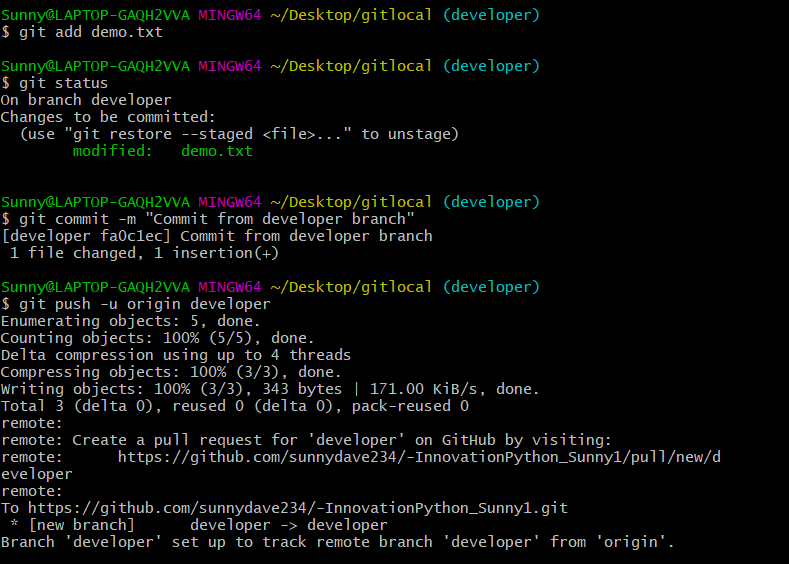 Sunny@LAPTOP-GAQH2VVA MINGW64 ~/Desktop/gitlocal (developer)
$ git add demo.txt
Sunny@LAPTOP-GAQH2VVA MINGW64 ~/Desktop/gitlocal (developer)
$ git status
On branch developer
Changes to be committed:
  (use "git restore --staged <file>..." to unstage)
        modified:   demo.txt
Sunny@LAPTOP-GAQH2VVA MINGW64 ~/Desktop/gitlocal (developer)
$ git commit -m "Commit from developer branch"
[developer fa0c1ec] Commit from developer branch
 1 file changed, 1 insertion(+)
Sunny@LAPTOP-GAQH2VVA MINGW64 ~/Desktop/gitlocal (developer)
$ git push -u origin developer
Enumerating objects: 5, done.
Counting objects: 100% (5/5), done.
Delta compression using up to 4 threads
Compressing objects: 100% (3/3), done.
Writing objects: 100% (3/3), 343 bytes | 171.00 KiB/s, done.
Total 3 (delta 0), reused 0 (delta 0), pack-reused 0
remote:
remote: Create a pull request for 'developer' on GitHub by visiting:
remote:      https://github.com/sunnydave234/-InnovationPython_Sunny1/pull/new/d
eveloper
remote:
To https://github.com/sunnydave234/-InnovationPython_Sunny1.git
 * [new branch]      developer -> developer
Branch 'developer' set up to track remote branch 'developer' from 'origin'.